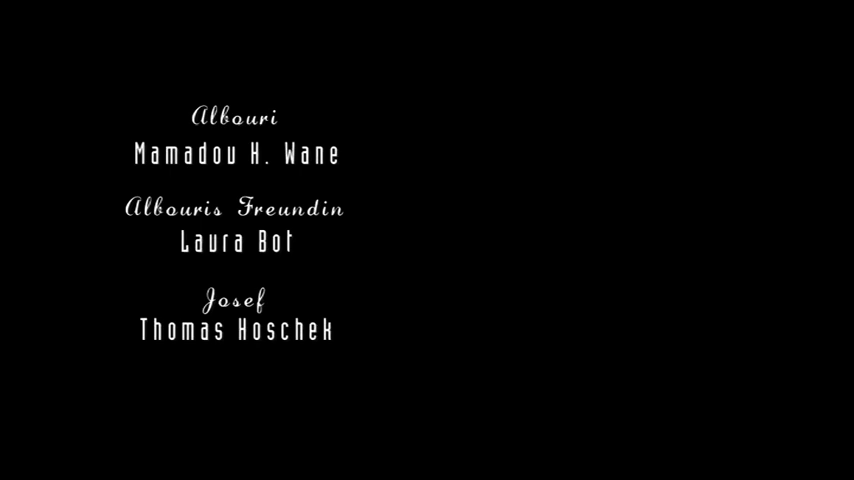 Albouri
Mamadou H. Wane
Albouris Freundin
Laura Bot
Josef
Thomas Hoschek